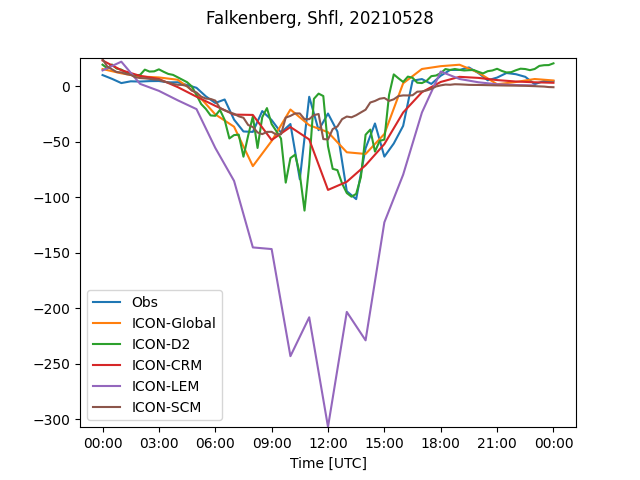 Falkenberg, Shfl, 20210528
0
−50
−100
−150
−200
−250
−300
Obs
ICON-Global
ICON-D2
ICON-CRM
ICON-LEM
ICON-SCM
00:00 03:00 06:00 09:00 12:00 15:00 18:00 21:00 00:00
Time [UTC]